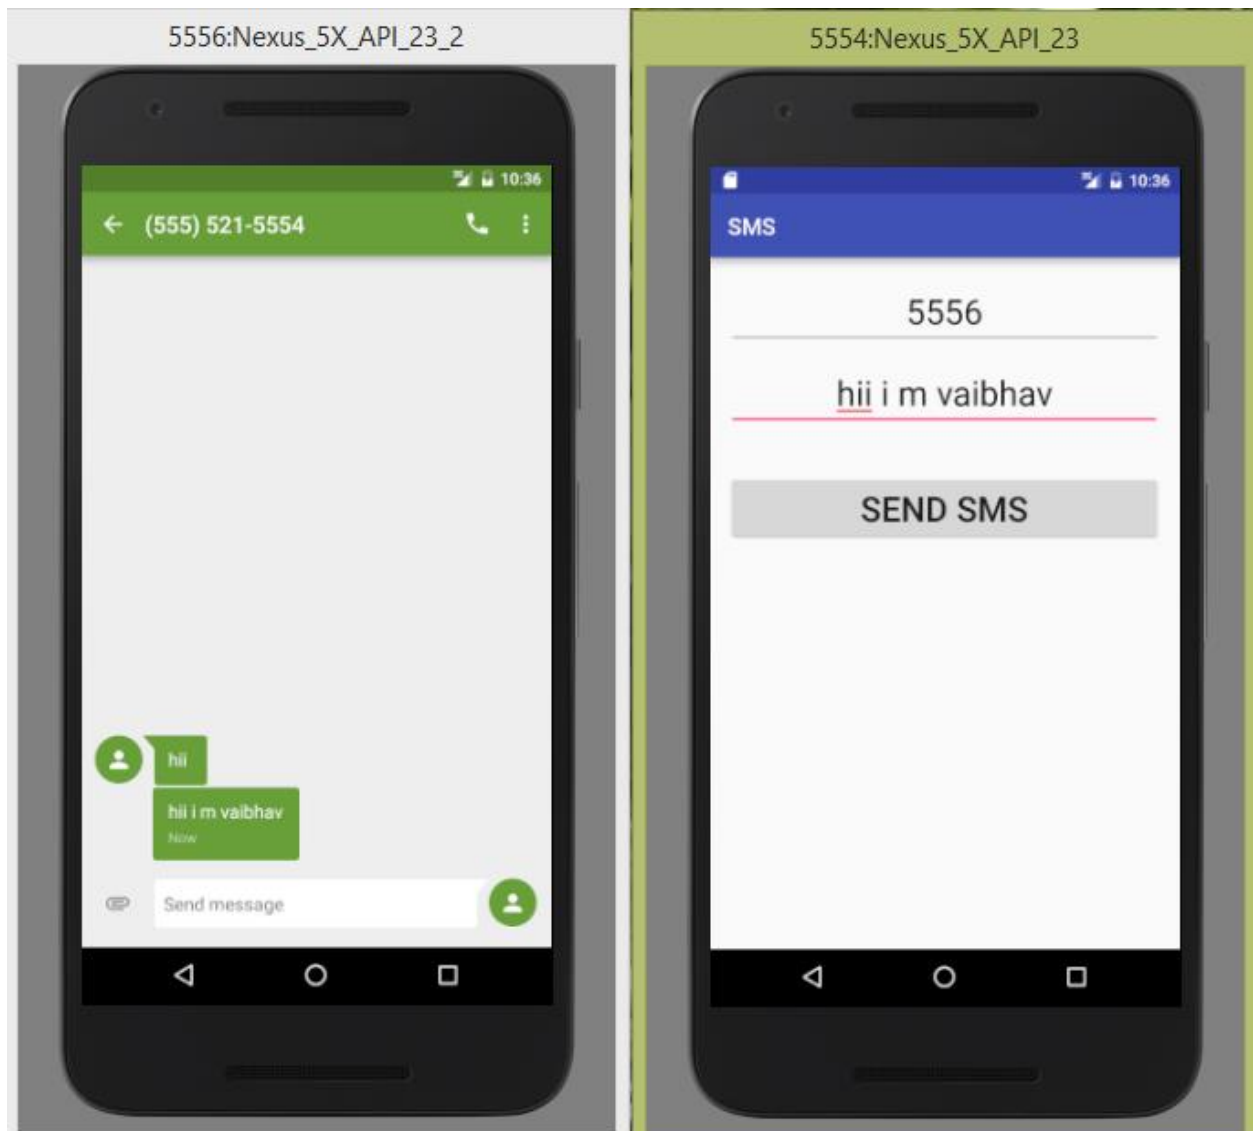 5556:Nexus_5X_API_23_2
10:36
(555) 521-5554
hii
hii i m vaibhav
Now
Send message
5554:Nexus_5X_API_23
10:36
SMS
5556
hii i m vaibhav
SEND SMS